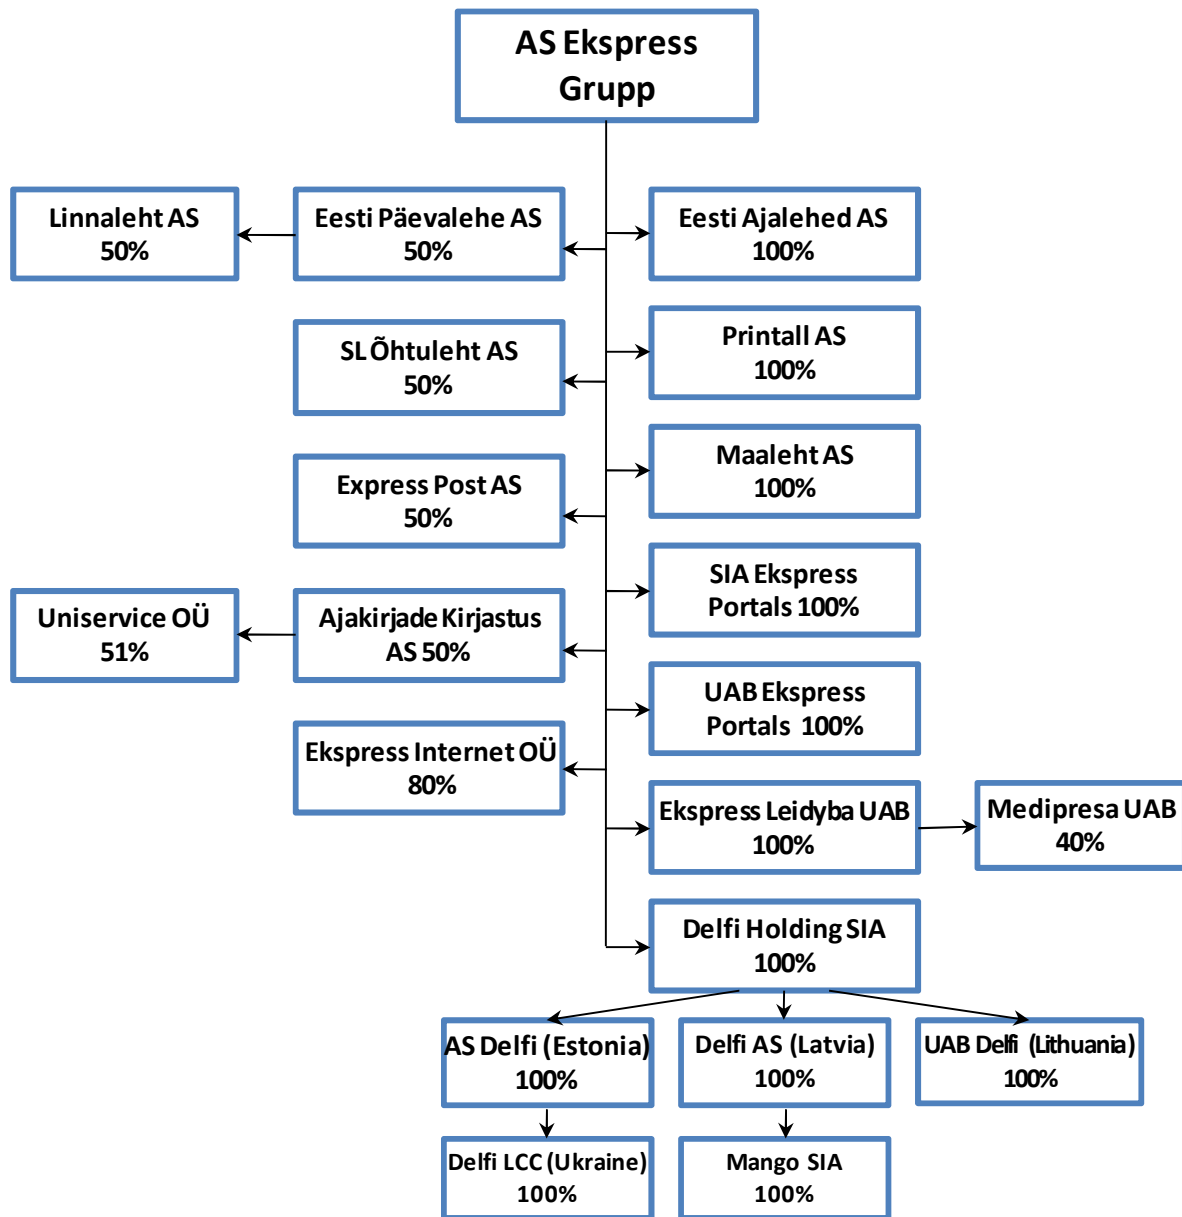 AS Ekspress
Grupp
Linnaleht AS
50%
Eesti Päevalehe AS
50%
Eesti Ajalehed AS
100%
SL Õhtuleht AS
50%
Printall AS
100%
Express Post AS
50%
Maaleht AS
100%
Uniservice OÜ
51%
Ajakirjade Kirjastus
AS 50%
SIA Ekspress
Portals 100%
UAB Ekspress
Portals 100%
Ekspress Internet OÜ
80%
Ekspress Leidyba UAB
100%
Medipresa UAB
40%
Delfi Holding SIA
100%
AS Delfi (Estonia)
100%
Delfi AS (Latvia)
100%
UAB Delfi (Lithuania)
100%
Delfi LCC (Ukraine)
100%
Mango SIA
100%